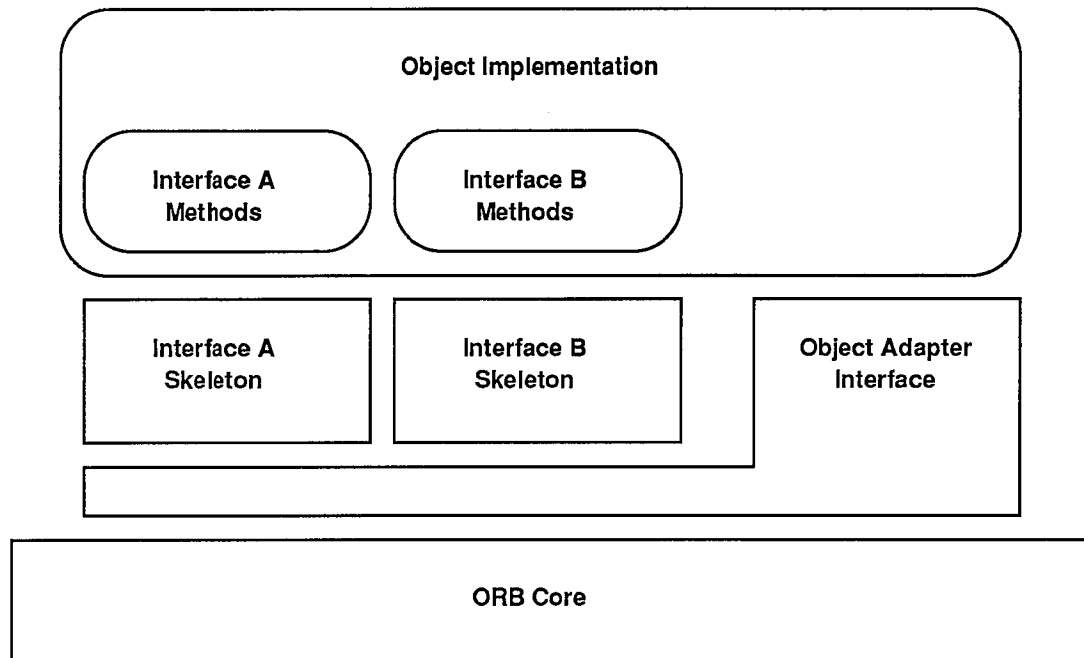 Object Implementation
Interface A
Methods
Interface B
Methods
Interface A
Skeleton
Interface B
Skeleton
Object Adapter
Interface
ORB Core